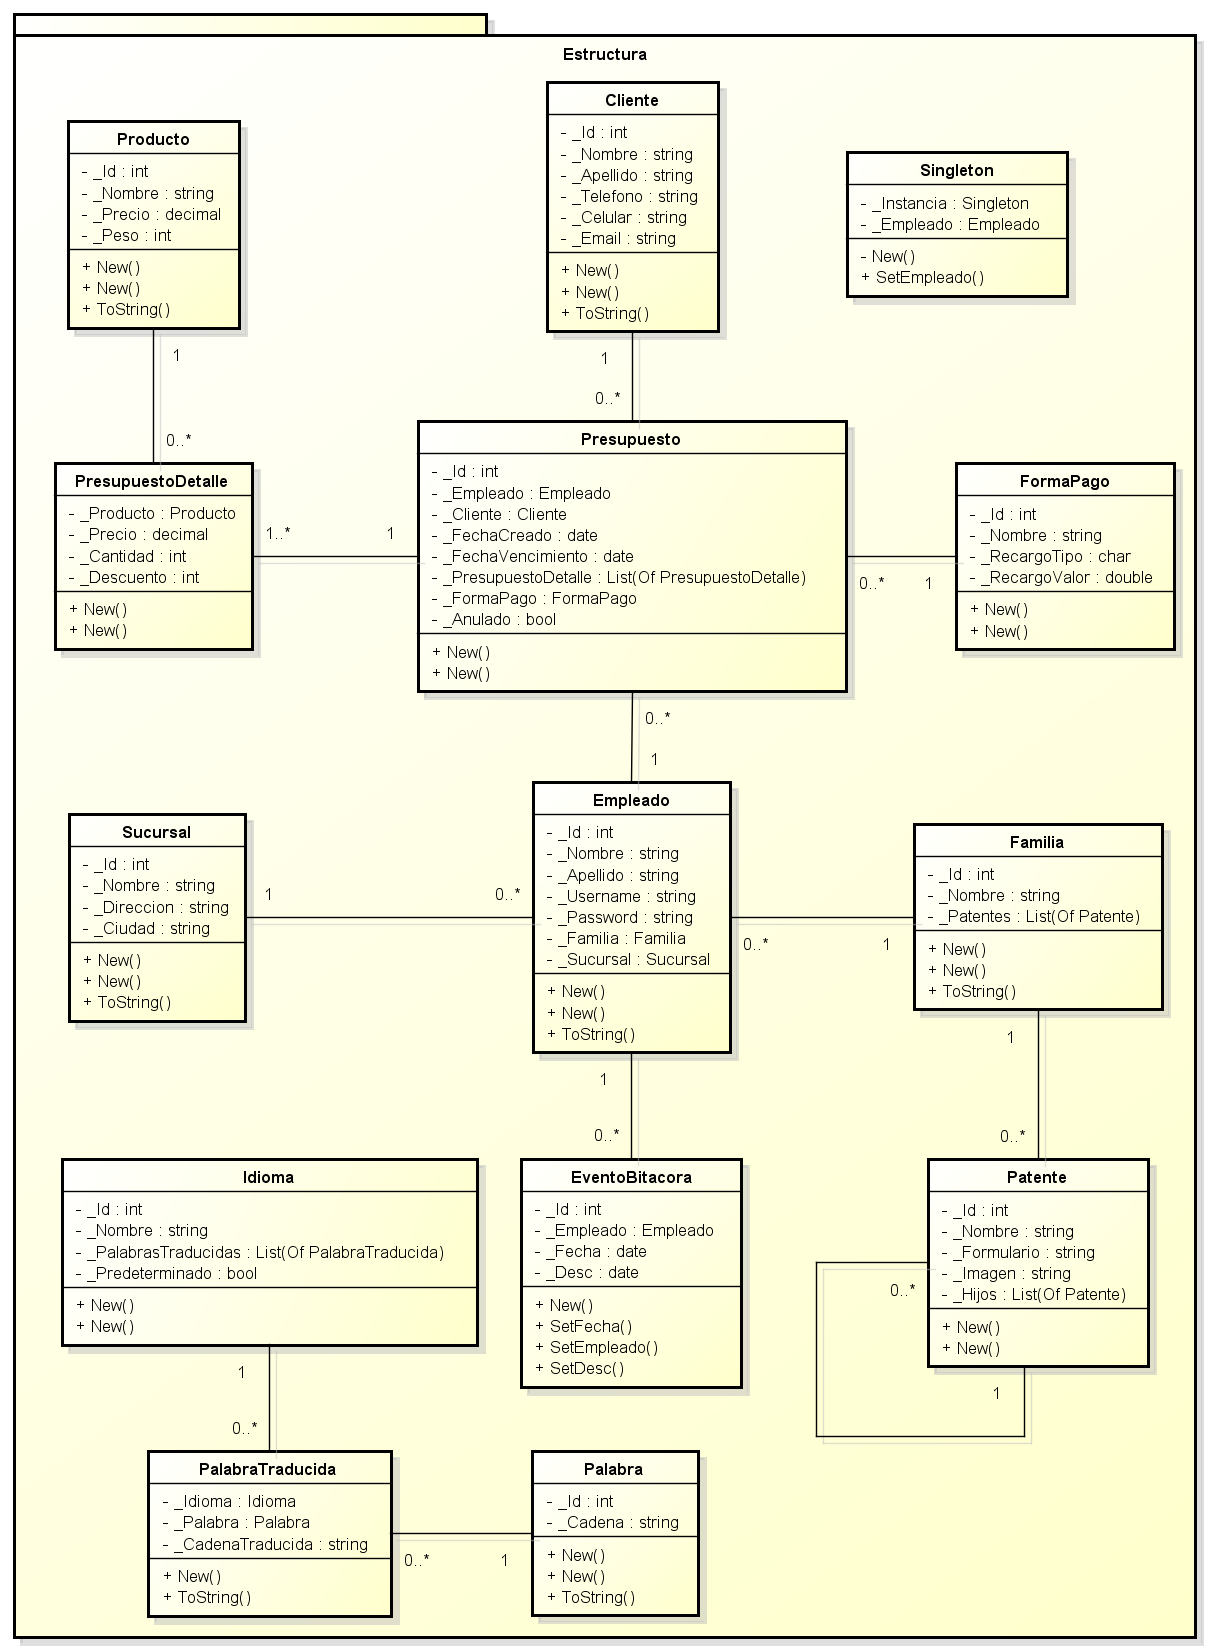 Estructura
Cliente
- _Id : int
- _Nombre : string
- _Apellido : string
- _Telefono : string
- _Celular : string
- _Email : string
+ New()
+ New()
+ ToString()
Producto
- _Id : int
- _Nombre : string
- _Precio : decimal
- _Peso : int
+ New()
+ New()
+ ToString()
Singleton
- _Instancia : Singleton
- _Empleado : Empleado
- New()
+ SetEmpleado()
1
0..*
1
0..*
PresupuestoDetalle
- _Producto : Producto
- _Precio : decimal
- _Cantidad : int
- _Descuento : int
+ New()
+ New()
1..*
1
Presupuesto
- _Id : int
- _Empleado : Empleado
- _Cliente : Cliente
- _FechaCreado : date
- _FechaVencimiento : date
- _PresupuestoDetalle : List(Of PresupuestoDetalle)
- _FormaPago : FormaPago
- _Anulado : bool
+ New()
+ New()
0..*
1
FormaPago
- _Id : int
- _Nombre : string
- _RecargoTipo : char
- _RecargoValor : double
+ New()
+ New()
0..*
1
Sucursal
- _Id : int
- _Nombre : string
- _Direccion : string
- _Ciudad : string
+ New()
+ New()
+ ToString()
1
0..*
Empleado
- _Id : int
- _Nombre : string
- _Apellido : string
- _Username : string
- _Password : string
- _Familia : Familia
- _Sucursal : Sucursal
+ New()
+ New()
+ ToString()
0..*
1
Familia
- _Id : int
- _Nombre : string
- _Patentes : List(Of Patente)
+ New()
+ New()
+ ToString()
1
0..*
1
0..*
Idioma
- _Id : int
- _Nombre : string
- _PalabrasTraducidas : List(Of PalabraTraducida)
- _Predeterminado : bool
+ New()
+ New()
EventoBitacora
- _Id : int
- _Empleado : Empleado
- _Fecha : date
- _Desc : date
+ New()
+ SetFecha()
+ SetEmpleado()
+ SetDesc()
Patente
- _Id : int
- _Nombre : string
- _Formulario : string
- _Imagen : string
- _Hijos : List(Of Patente)
+ New()
+ New()
0..*
1
1
0..*
PalabraTraducida
- _Idioma : Idioma
- _Palabra : Palabra
- _CadenaTraducida : string
+ New()
+ ToString()
0..*
1
Palabra
- _Id : int
- _Cadena : string
+ New()
+ New()
+ ToString()